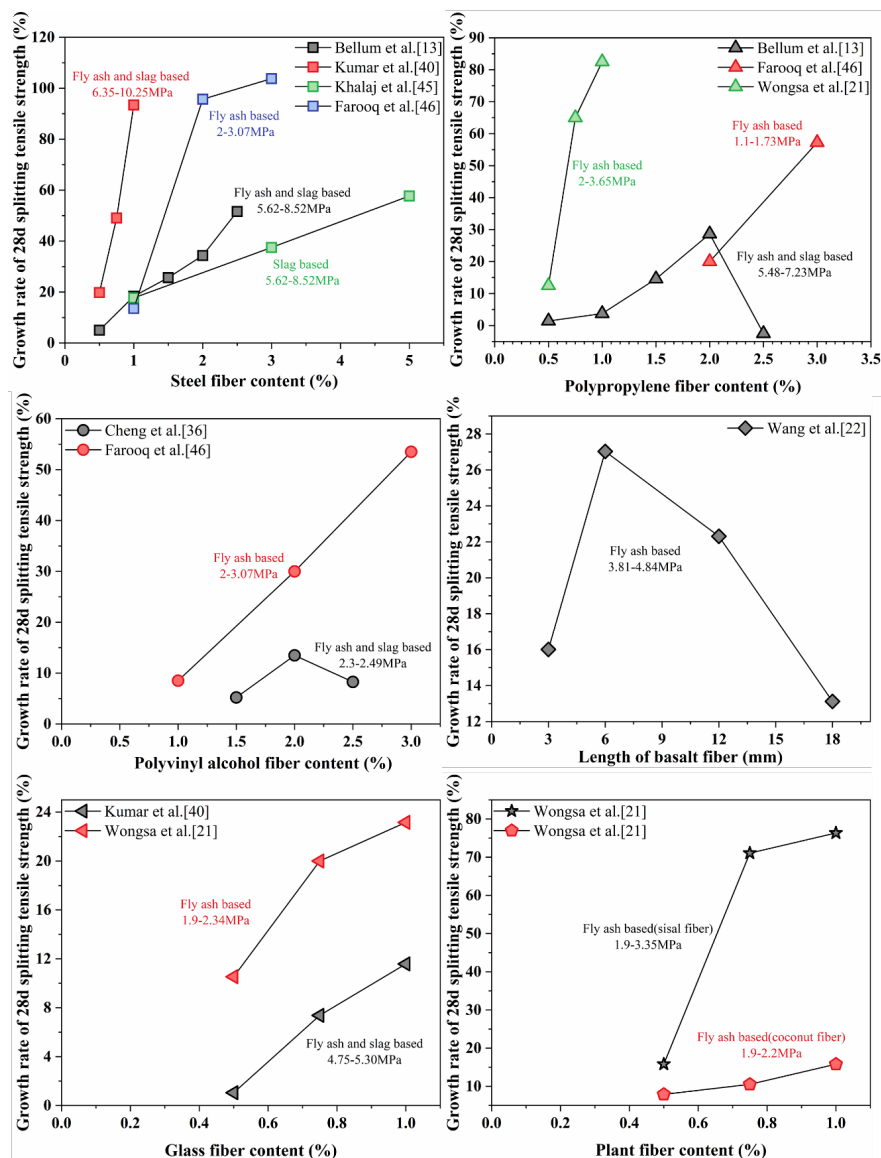 Growth rate of 28d splitting tensile strength (%)
120
100
80
60
40
20
0
0
1
2
3
4
5
Steel fiber content (%)
Bellum et al.[13]
Kumar et al.[40]
Khalaj et al.[45]
Farooq et al.[46]
Fly ash and slag based
6.35-10.25MPa
Fly ash based
2-3.07MPa
Fly ash and slag based
5.62-8.52MPa
Slag based
5.62-8.52MPa
Growth rate of 28d splitting tensile strength (%)
90
80
70
60
50
40
30
20
10
0
0.0
0.5
1.0
1.5
2.0
2.5
3.0
3.5
Polypropylene fiber content (%)
Bellum et al.[13]
Farooq et al.[46]
Wongsa et al.[21]
Fly ash based
1.1-1.73MPa
Fly ash based
2-3.65MPa
Fly ash and slag based
5.48-7.23MPa
Growth rate of 28d splitting tensile strength (%)
60
50
40
30
20
10
0
0.0
0.5
1.0
1.5
2.0
2.5
3.0
Polyvinyl alcohol fiber content (%)
Cheng et al.[36]
Farooq et al.[46]
Fly ash based
2-3.07MPa
Fly ash and slag based
2.3-2.49MPa
Growth rate of 28d splitting tensile strength (%
28
26
24
22
20
18
16
14
12
0
3
6
9
12
15
18
Length of basalt fiber (mm)
Wang et al.[22]
Fly ash based
3.81-4.84MPa
Growth rate of 28d splitting tensile strength (%)
24
20
16
12
8
4
0
0.0
0.2
0.4
0.6
0.8
1.0
Glass fiber content (%)
Kumar et al.[40]
Wongsa et al.[21]
Fly ash based
1.9-2.34MPa
Fly ash and slag based
4.75-5.30MPa
Growth rate of 28d splitting tensile strength (%)
80
70
60
50
40
30
20
10
0.0
0.2
0.4
0.6
0.8
1.0
Plant fiber content (%)
Wongsa et al.[21]
Wongsa et al.[21]
Fly ash based(sisal fiber)
1.9-3.35MPa
Fly ash based(coconut fiber)
1.9-2.2MPa